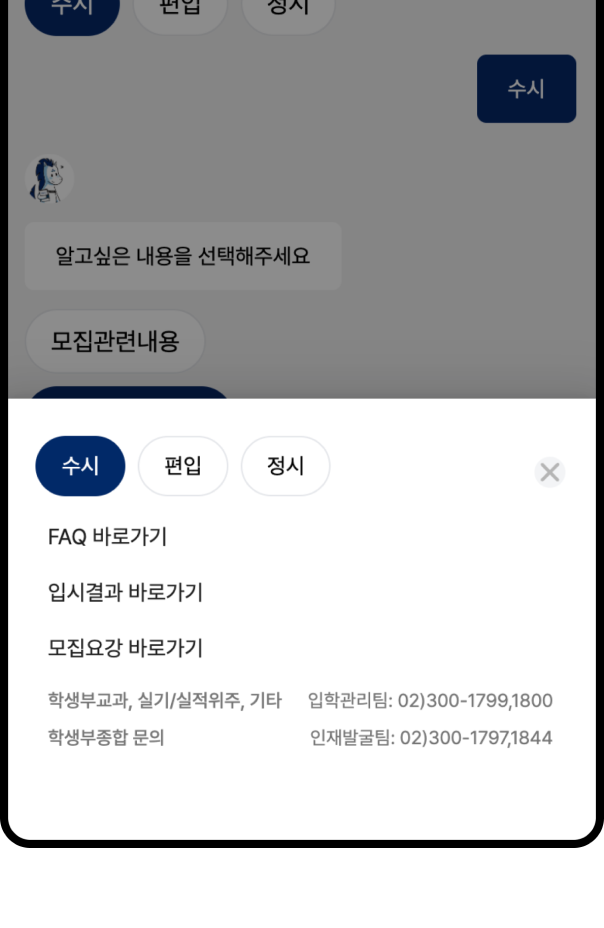 수시 편입 정시
수시
알고싶은 내용을 선택해주세요
모집관련내용
수시 편입 정시
FAQ 바로가기
입시결과 바로가기
모집요강 바로가기
학생부교과, 실기/실적위주, 기타 입학관리팀: 02)300-1799,1800
학생부종합 문의 인재발굴팀: 02)300-1797,1844